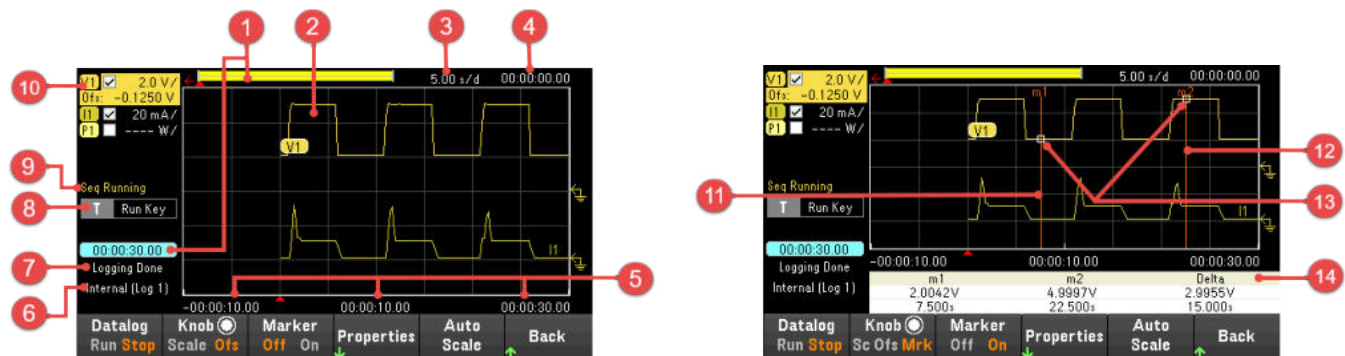 1
2
3
4
5
6
7
8
9
10
V1 2.0 V/
Ofs: -0.1250 V
I1 20 mA/
P1 ---- W/
5.00 s/d 00:00:00.00
V1
Seq Running
T Run Key
00:00:30.00
Logging Done
Internal (Log 1)
I1
-00:00:10.00 00:00:10.00 00:00:30.00
Datalog Knob Marker Properties Auto Back
Run Stop Scale Ofs Off On Scale
11
12
13
14
V1 2.0 V/
Ofs: -0.1250 V
I1 20 mA/
P1 ---- W/
5.00 s/d 00:00:00.00
m1 m2
V1
Seq Running
T Run Key
I1
00:00:30.00
Logging Done
Internal (Log 1)
-00:00:10.00 00:00:10.00 00:00:30.00
m1 m2 Delta
2.0042V 4.9997V 2.9955V
7.500s 22.500s 15.000s
Datalog Knob Marker Properties Auto Back
Run Stop Sc Ofs Mrk Off On Scale